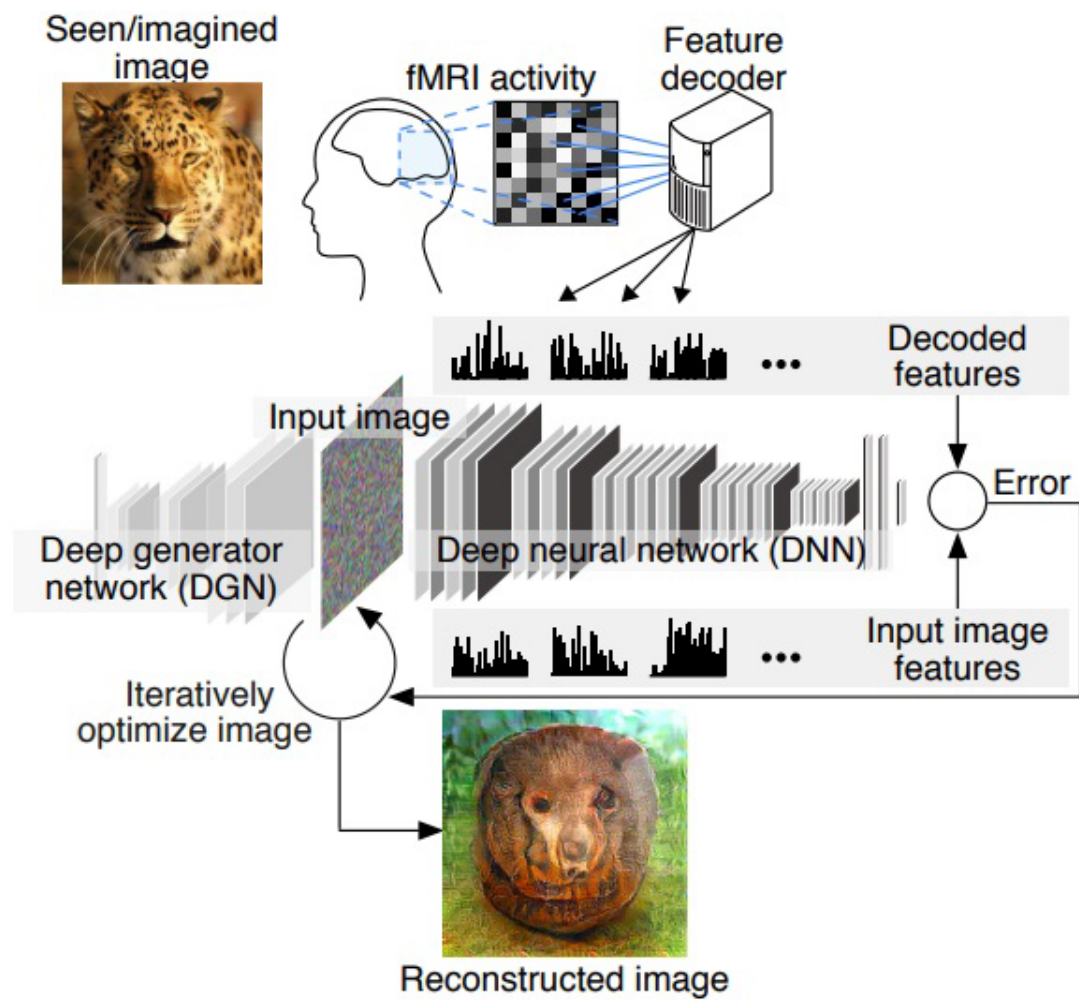 Seen/imagined
image
fMRI activity
Feature
decoder
Decoded
features
Input image
Error
Deep generator
network (DGN)
Deep neural network (DNN)
Input image
features
Iteratively
optimize image
Reconstructed image